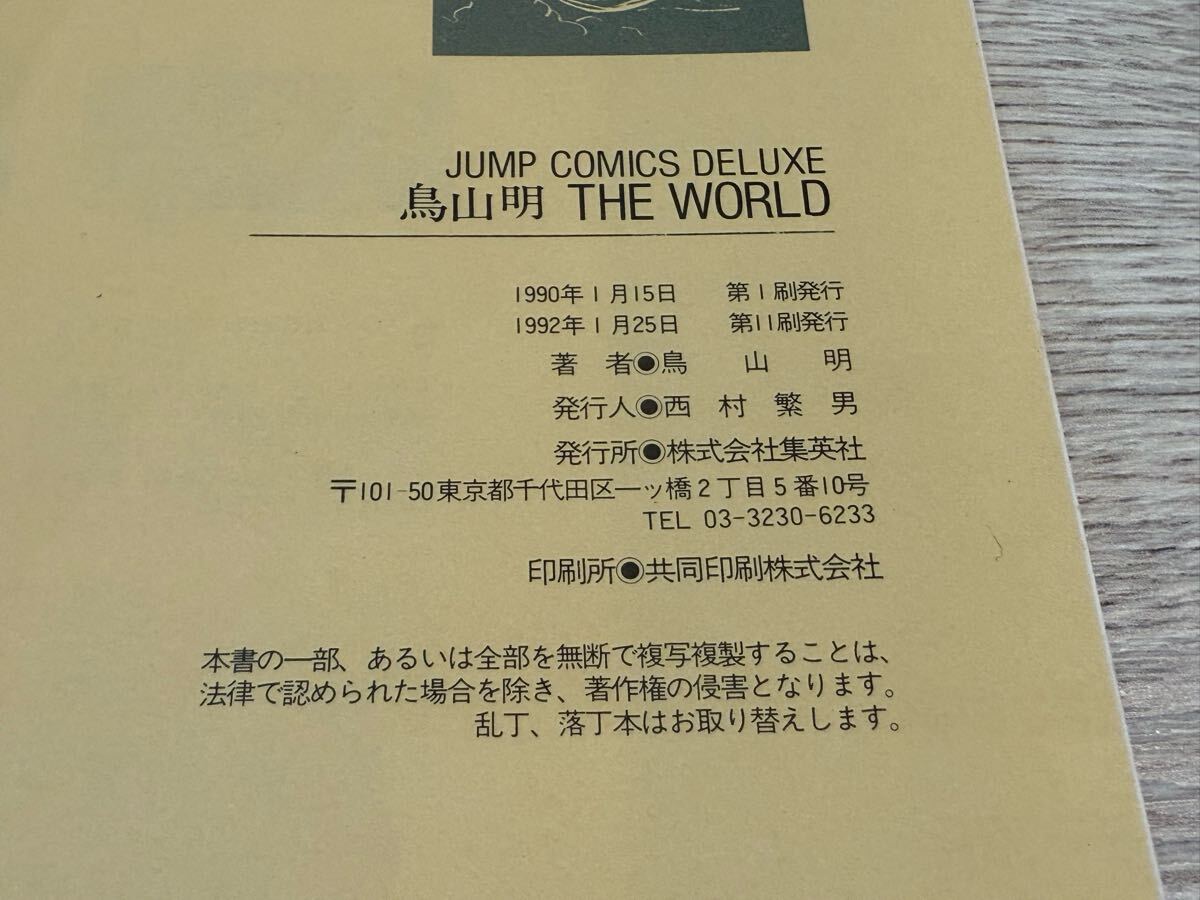 JUMP COMICS DELUXE
鳥山明 THE WORLD
1990年1月15日 第1刷発行
1992年1月25日 第11刷発行
著者◉鳥山明
発行人◉西村繁男
発行所◉株式会社集英社
〒101-50東京都千代田区一ッ橋2丁目5番10号
TEL 03-3230-6233
印刷所◉共同印刷株式会社
本書の一部、あるいは全部を無断で複写複製することは、
法律で認められた場合を除き、著作権の侵害となります。
乱丁、落丁本はお取り替えします。